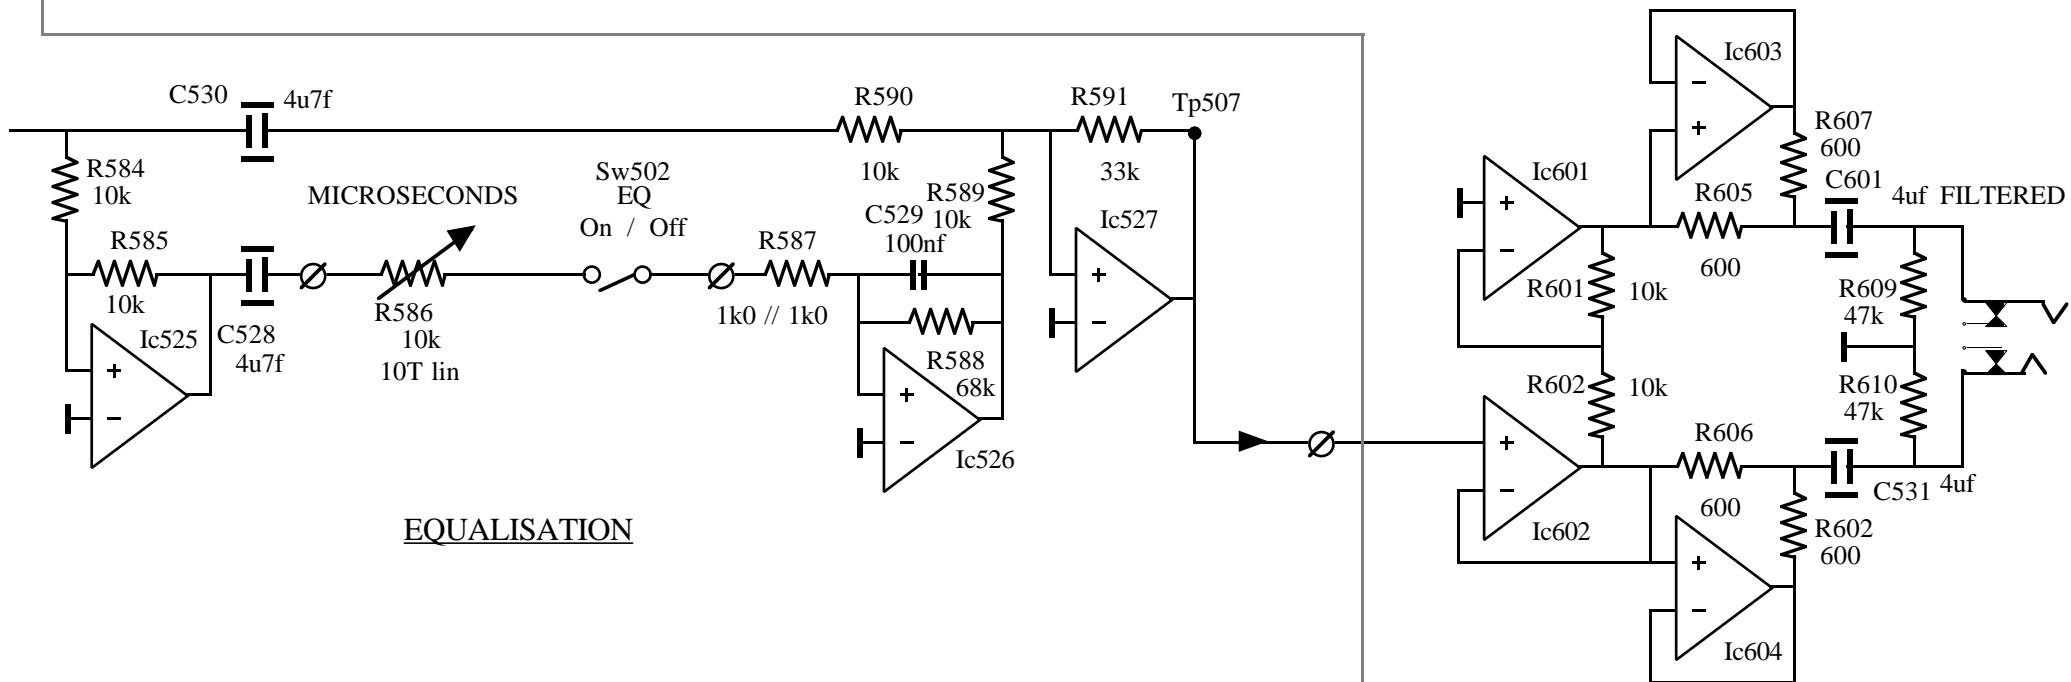 C530
4u7f
R590
R591
Tp507
Ic603
R584
10k
MICROSECONDS
Sw502
EQ
On / Off
10k
R589
10k
33k
Ic601
R607
600
C601
4uf FILTERED
R585
10k
R587
C529
100nf
Ic527
R605
600
Ic525
C528
4u7f
R586
10k
10T lin
1k0 // 1k0
R588
68k
R601
10k
R609
47k
R602
10k
R610
47k
Ic526
R606
600
C531
4uf
Ic602
R602
600
EQUALISATION
Ic604